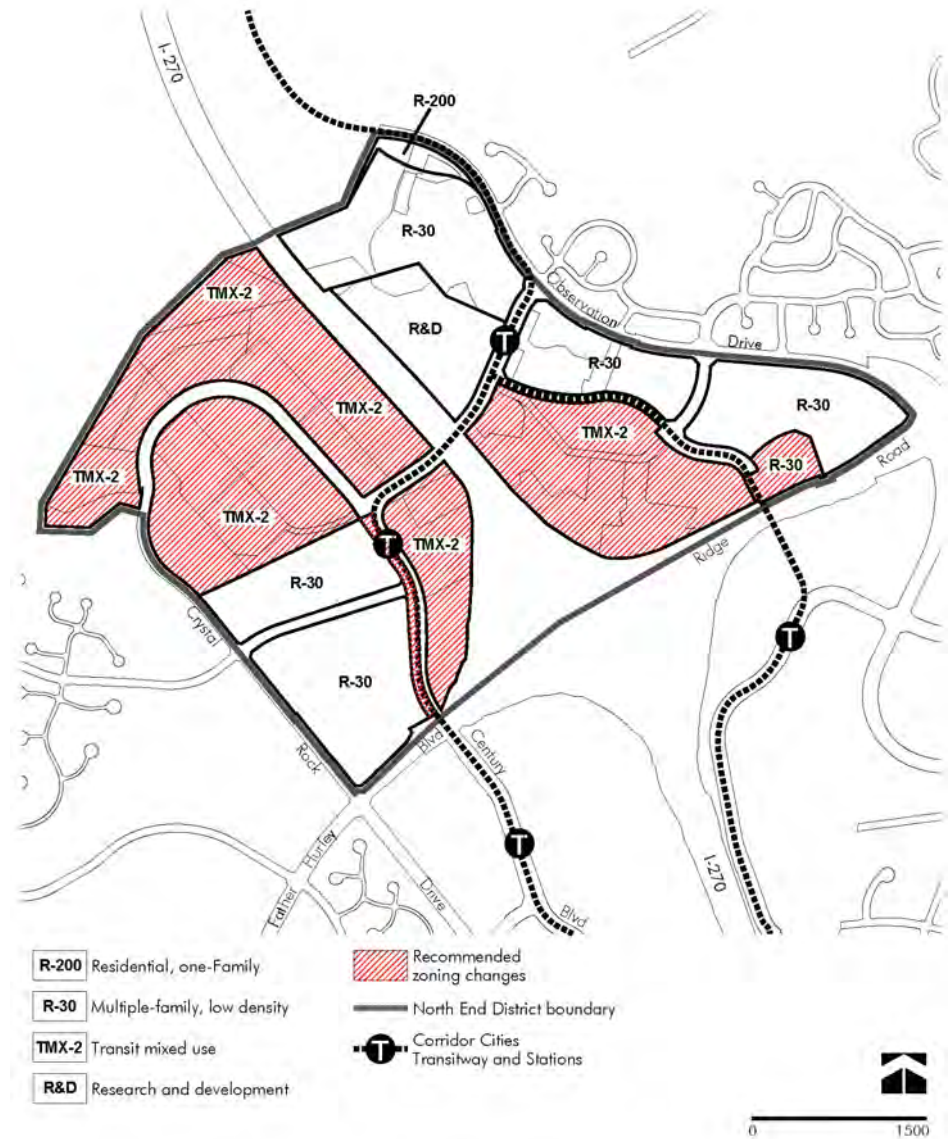 I-270
R-200
R-30
TMX-2
Observation
R&D
T
Drive
R-30
TMX-2
R-30
TMX-2
TMX-2
R-30
Road
TMX-2
T
TMX-2
Ridge
R-30
Crystal
T
R-30
Blvd
Century
Rock
T
I-270
Hurley
Father
Drive
Blvd
R-200 Residential, one-Family
R-30 Multiple-family, low density
TMX-2 Transit mixed use
R&D Research and development
Recommended
zoning changes
North End District boundary
T Corridor Cities
Transitway and Stations
0 1500